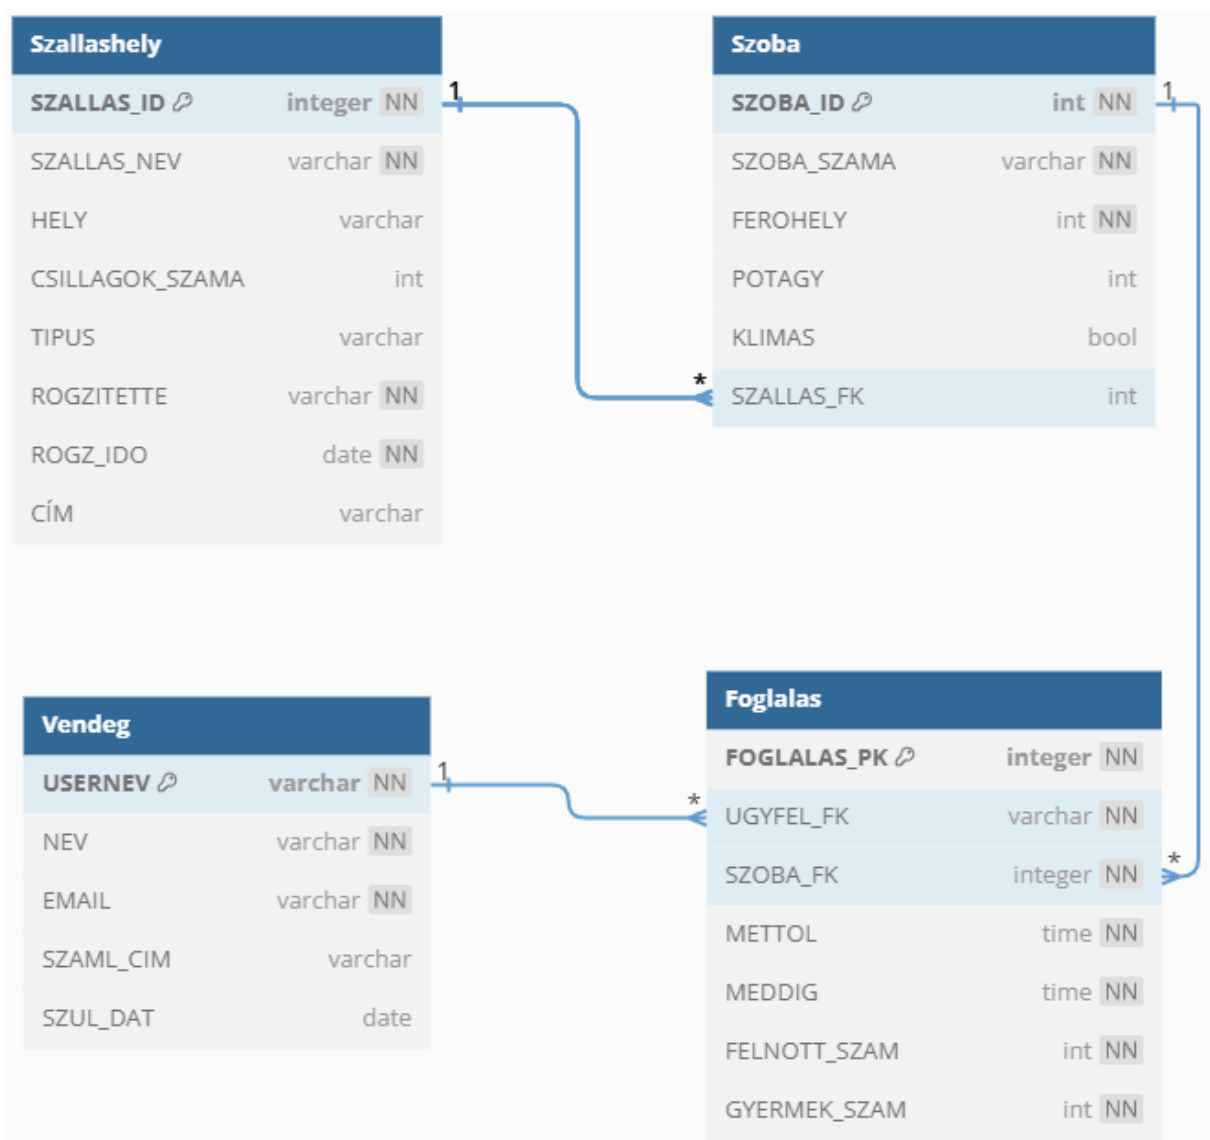 Szallashely
SZALLAS_ID integer NN
SZALLAS_NEV varchar NN
HELY varchar
CSILLAGOK_SZAMA int
TIPUS varchar
ROGZITETTE varchar NN
ROGZ_IDO date NN
CÍM varchar
1
*
Szoba
SZOBA_ID int NN
SZOBA_SZAMA varchar NN
FEROHELY int NN
POTAGY int
KLIMAS bool
SZALLAS_FK int
1
*
Vendeg
USERNEV varchar NN
NEV varchar NN
EMAIL varchar NN
SZAML_CIM varchar
SZUL_DAT date
1
*
Foglalas
FOGLALAS_PK integer NN
UGYFEL_FK varchar NN
SZOBA_FK integer NN
METTOL time NN
MEDDIG time NN
FELNOTT_SZAM int NN
GYERMEK_SZAM int NN